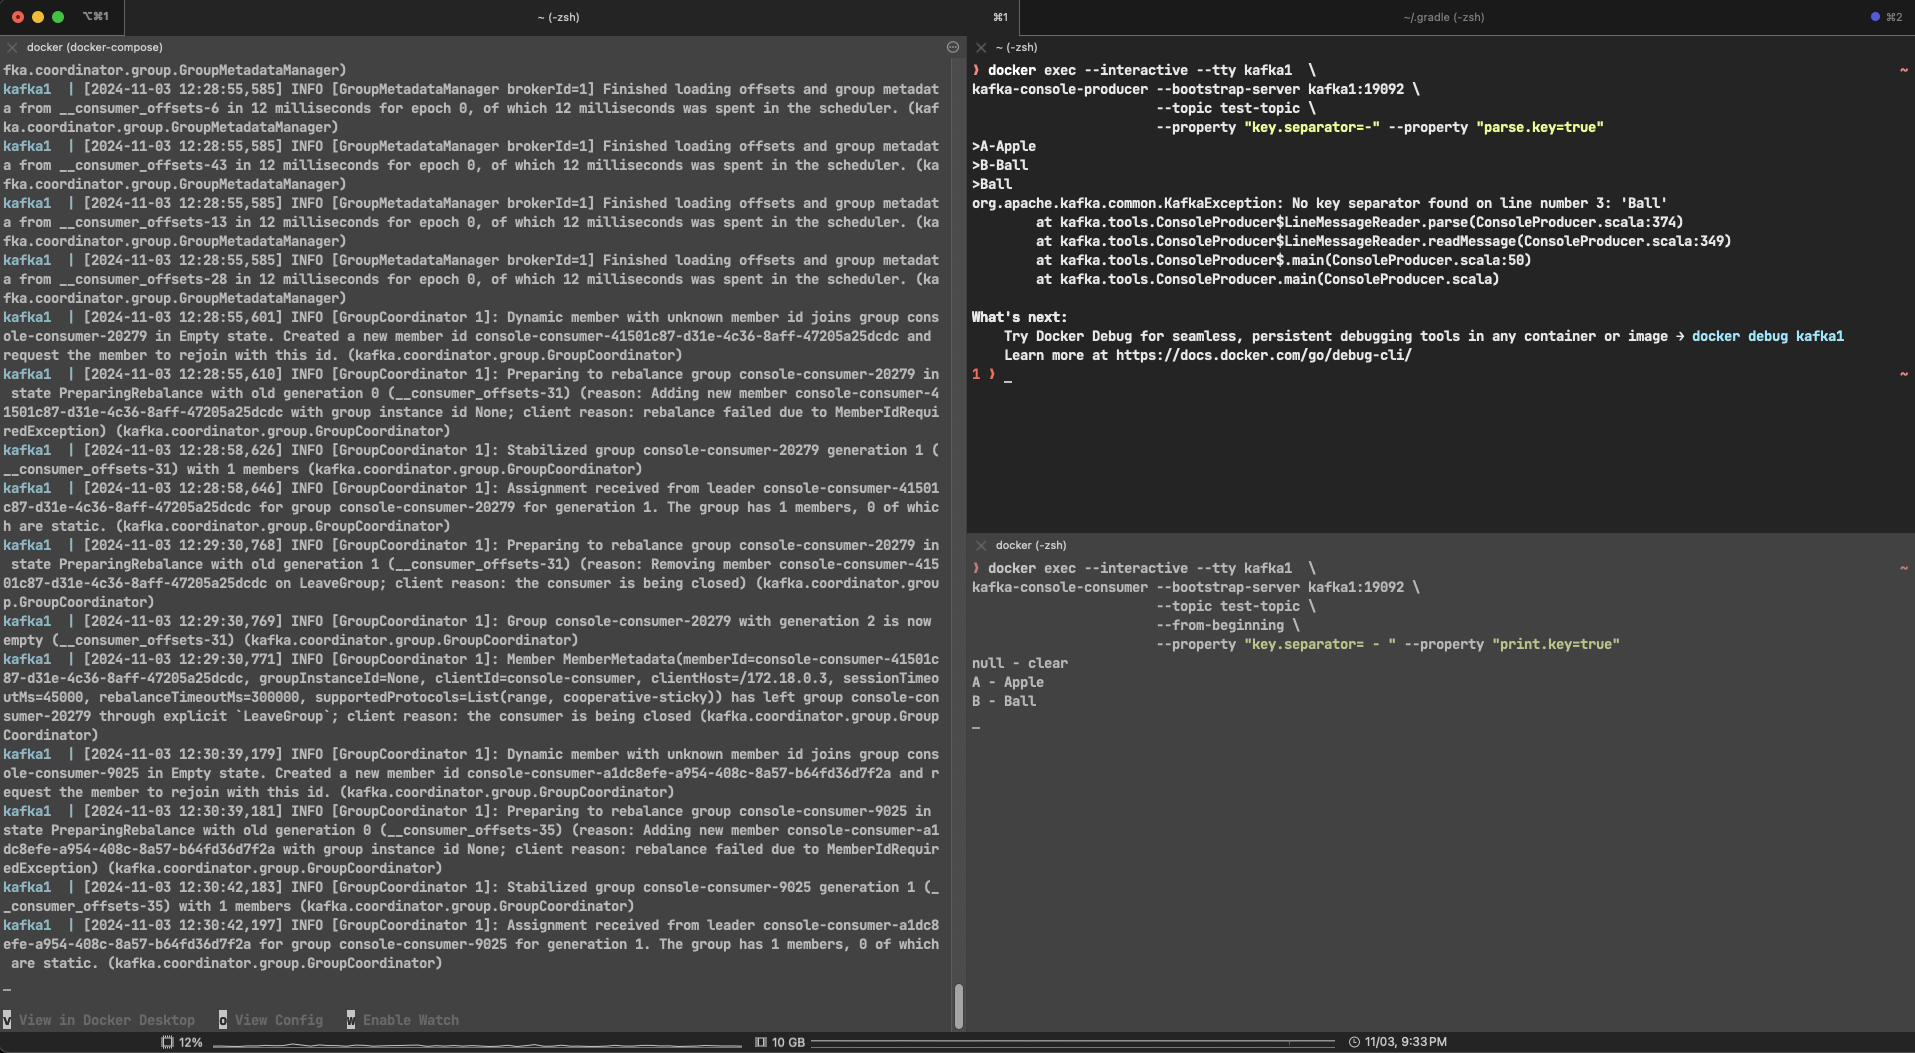 ⌥⌘1
~ (-zsh)
⌘1
~/.gradle (-zsh)
⌘2
docker (docker-compose)
fka.coordinator.group.GroupMetadataManager)
kafka1  | [2024-11-03 12:28:55,585] INFO [GroupMetadataManager brokerId=1] Finished loading offsets and group metadat
a from __consumer_offsets-6 in 12 milliseconds for epoch 0, of which 12 milliseconds was spent in the scheduler. (kaf
ka.coordinator.group.GroupMetadataManager)
kafka1  | [2024-11-03 12:28:55,585] INFO [GroupMetadataManager brokerId=1] Finished loading offsets and group metadat
a from __consumer_offsets-43 in 12 milliseconds for epoch 0, of which 12 milliseconds was spent in the scheduler. (ka
fka.coordinator.group.GroupMetadataManager)
kafka1  | [2024-11-03 12:28:55,585] INFO [GroupMetadataManager brokerId=1] Finished loading offsets and group metadat
a from __consumer_offsets-13 in 12 milliseconds for epoch 0, of which 12 milliseconds was spent in the scheduler. (ka
fka.coordinator.group.GroupMetadataManager)
kafka1  | [2024-11-03 12:28:55,585] INFO [GroupMetadataManager brokerId=1] Finished loading offsets and group metadat
a from __consumer_offsets-28 in 12 milliseconds for epoch 0, of which 12 milliseconds was spent in the scheduler. (ka
fka.coordinator.group.GroupMetadataManager)
kafka1  | [2024-11-03 12:28:55,601] INFO [GroupCoordinator 1]: Dynamic member with unknown member id joins group cons
ole-consumer-20279 in Empty state. Created a new member id console-consumer-41501c87-d31e-4c36-8aff-47205a25dcdc and
request the member to rejoin with this id. (kafka.coordinator.group.GroupCoordinator)
kafka1  | [2024-11-03 12:28:55,610] INFO [GroupCoordinator 1]: Preparing to rebalance group console-consumer-20279 in
 state PreparingRebalance with old generation 0 (__consumer_offsets-31) (reason: Adding new member console-consumer-4
1501c87-d31e-4c36-8aff-47205a25dcdc with group instance id None; client reason: rebalance failed due to MemberIdRequi
redException) (kafka.coordinator.group.GroupCoordinator)
kafka1  | [2024-11-03 12:28:58,626] INFO [GroupCoordinator 1]: Stabilized group console-consumer-20279 generation 1 (
__consumer_offsets-31) with 1 members (kafka.coordinator.group.GroupCoordinator)
kafka1  | [2024-11-03 12:28:58,646] INFO [GroupCoordinator 1]: Assignment received from leader console-consumer-41501
c87-d31e-4c36-8aff-47205a25dcdc for group console-consumer-20279 for generation 1. The group has 1 members, 0 of whic
h are static. (kafka.coordinator.group.GroupCoordinator)
kafka1  | [2024-11-03 12:29:30,768] INFO [GroupCoordinator 1]: Preparing to rebalance group console-consumer-20279 in
 state PreparingRebalance with old generation 1 (__consumer_offsets-31) (reason: Removing member console-consumer-415
01c87-d31e-4c36-8aff-47205a25dcdc on LeaveGroup; client reason: the consumer is being closed) (kafka.coordinator.grou
p.GroupCoordinator)
kafka1  | [2024-11-03 12:29:30,769] INFO [GroupCoordinator 1]: Group console-consumer-20279 with generation 2 is now
empty (__consumer_offsets-31) (kafka.coordinator.group.GroupCoordinator)
kafka1  | [2024-11-03 12:29:30,771] INFO [GroupCoordinator 1]: Member MemberMetadata(memberId=console-consumer-41501c
87-d31e-4c36-8aff-47205a25dcdc, groupInstanceId=None, clientId=console-consumer, clientHost=/172.18.0.3, sessionTimeo
utMs=45000, rebalanceTimeoutMs=300000, supportedProtocols=List(range, cooperative-sticky)) has left group console-con
sumer-20279 through explicit `LeaveGroup`; client reason: the consumer is being closed (kafka.coordinator.group.Group
Coordinator)
kafka1  | [2024-11-03 12:30:39,179] INFO [GroupCoordinator 1]: Dynamic member with unknown member id joins group cons
ole-consumer-9025 in Empty state. Created a new member id console-consumer-a1dc8efe-a954-408c-8a57-b64fd36d7f2a and r
equest the member to rejoin with this id. (kafka.coordinator.group.GroupCoordinator)
kafka1  | [2024-11-03 12:30:39,181] INFO [GroupCoordinator 1]: Preparing to rebalance group console-consumer-9025 in
state PreparingRebalance with old generation 0 (__consumer_offsets-35) (reason: Adding new member console-consumer-a1
dc8efe-a954-408c-8a57-b64fd36d7f2a with group instance id None; client reason: rebalance failed due to MemberIdRequir
edException) (kafka.coordinator.group.GroupCoordinator)
kafka1  | [2024-11-03 12:30:42,183] INFO [GroupCoordinator 1]: Stabilized group console-consumer-9025 generation 1 (_
_consumer_offsets-35) with 1 members (kafka.coordinator.group.GroupCoordinator)
kafka1  | [2024-11-03 12:30:42,197] INFO [GroupCoordinator 1]: Assignment received from leader console-consumer-a1dc8
efe-a954-408c-8a57-b64fd36d7f2a for group console-consumer-9025 for generation 1. The group has 1 members, 0 of which
 are static. (kafka.coordinator.group.GroupCoordinator)
v View in Docker Desktop   o View Config   w Enable Watch
~ (-zsh)
❯ docker exec --interactive --tty kafka1  \ ~
kafka-console-producer --bootstrap-server kafka1:19092 \
                       --topic test-topic \
                       --property "key.separator=-" --property "parse.key=true"
>A-Apple
>B-Ball
>Ball
org.apache.kafka.common.KafkaException: No key separator found on line number 3: 'Ball'
        at kafka.tools.ConsoleProducer$LineMessageReader.parse(ConsoleProducer.scala:374)
        at kafka.tools.ConsoleProducer$LineMessageReader.readMessage(ConsoleProducer.scala:349)
        at kafka.tools.ConsoleProducer$.main(ConsoleProducer.scala:50)
        at kafka.tools.ConsoleProducer.main(ConsoleProducer.scala)
What's next:
    Try Docker Debug for seamless, persistent debugging tools in any container or image → docker debug kafka1
    Learn more at https://docs.docker.com/go/debug-cli/
1 ❯ _ ~
docker (-zsh)
❯ docker exec --interactive --tty kafka1  \ ~
kafka-console-consumer --bootstrap-server kafka1:19092 \
                       --topic test-topic \
                       --from-beginning \
                       --property "key.separator= - " --property "print.key=true"
null - clear
A - Apple
B - Ball
12%
10 GB
11/03, 9:33 PM